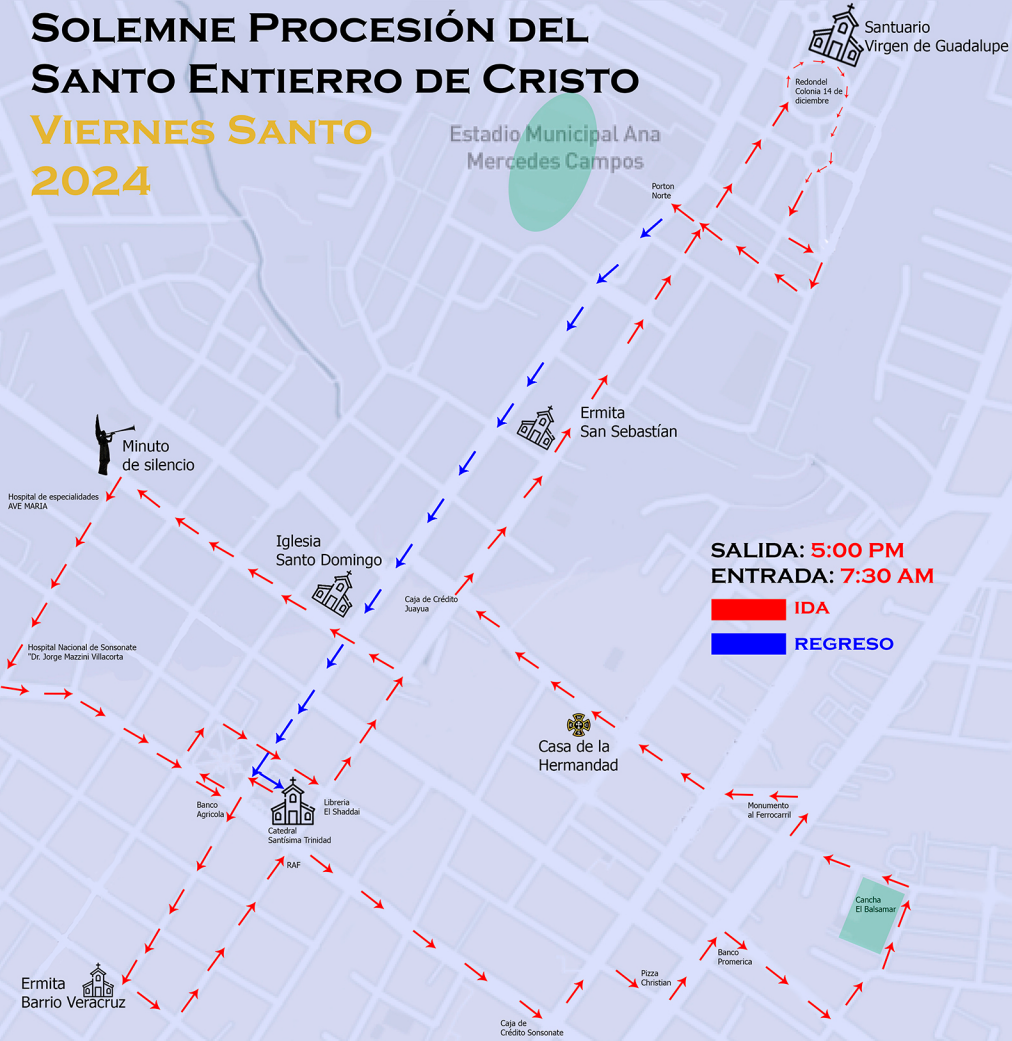 SOLEMNE PROCESIÓN DEL
SANTO ENTIERRO DE CRISTO
VIERNES SANTO
2024
Santuario
Virgen de Guadalupe
Redondel
Colonia 14 de
diciembre
Estadio Municipal Ana
Mercedes Campos
Porton
Norte
Ermita
San Sebastían
Minuto
de silencio
Hospital de especialidades
AVE MARIA
Iglesia
Santo Domingo
SALIDA: 5:00 PM
ENTRADA: 7:30 AM
IDA
REGRESO
Caja de Crédito
Juayua
Hospital Nacional de Sonsonate
"Dr. Jorge Mazzini Villacorta
Casa de la
Hermandad
Banco
Agricola
Libreria
El Shaddai
Monumento
al Ferrocarril
Catedral
Santísima Trinidad
RAF
Cancha
El Balsamar
Banco
Promerica
Pizza
Christian
Ermita
Barrio Veracruz
Caja de
Crédito Sonsonate